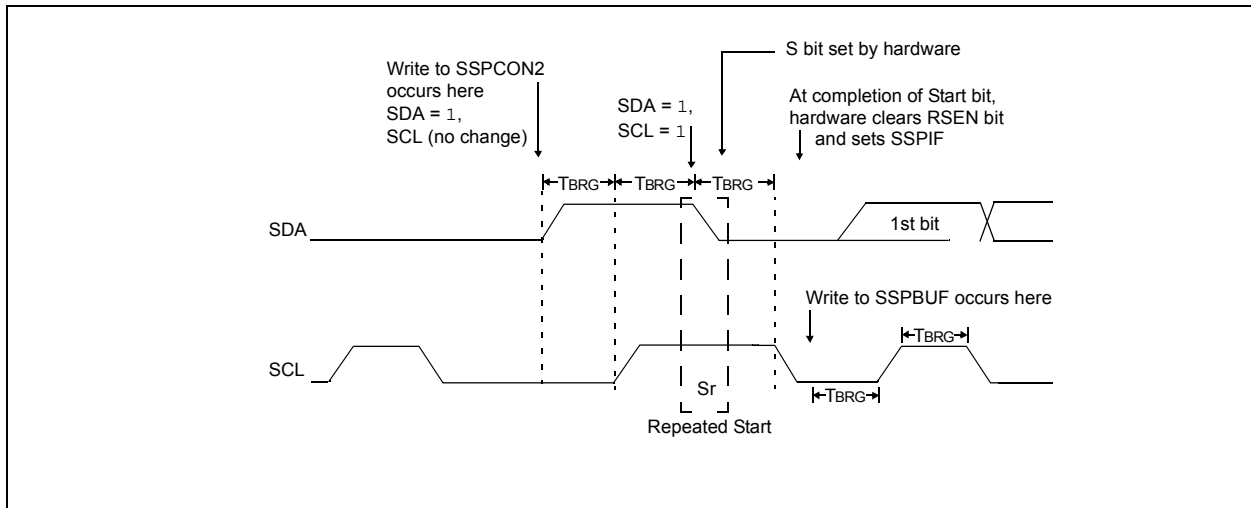 S bit set by hardware
Write to SSPCON2
occurs here
SDA = 1,
SCL (no change)
SDA = 1,
SCL = 1
At completion of Start bit,
hardware clears RSEN bit
and sets SSPIF
TBRG TBRG TBRG
SDA
1st bit
Write to SSPBUF occurs here
TBRG
SCL
Sr
TBRG
Repeated Start